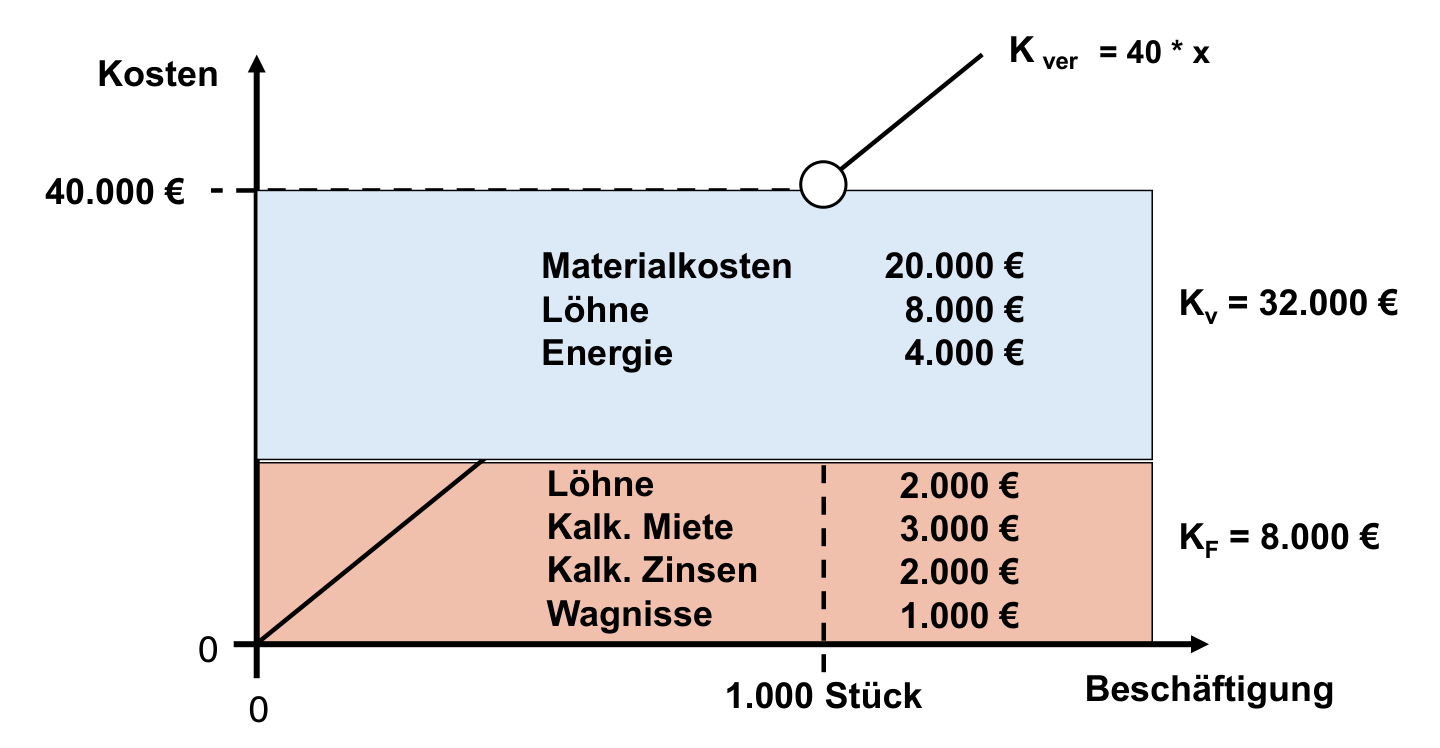 K ver = 40 * x
Kosten
40.000 €
Materialkosten 20.000 €
Löhne 8.000 €
Energie 4.000 €
Kv = 32.000 €
Löhne 2.000 €
Kalk. Miete 3.000 €
Kalk. Zinsen 2.000 €
Wagnisse 1.000 €
KF = 8.000 €
0
0
1.000 Stück
Beschäftigung